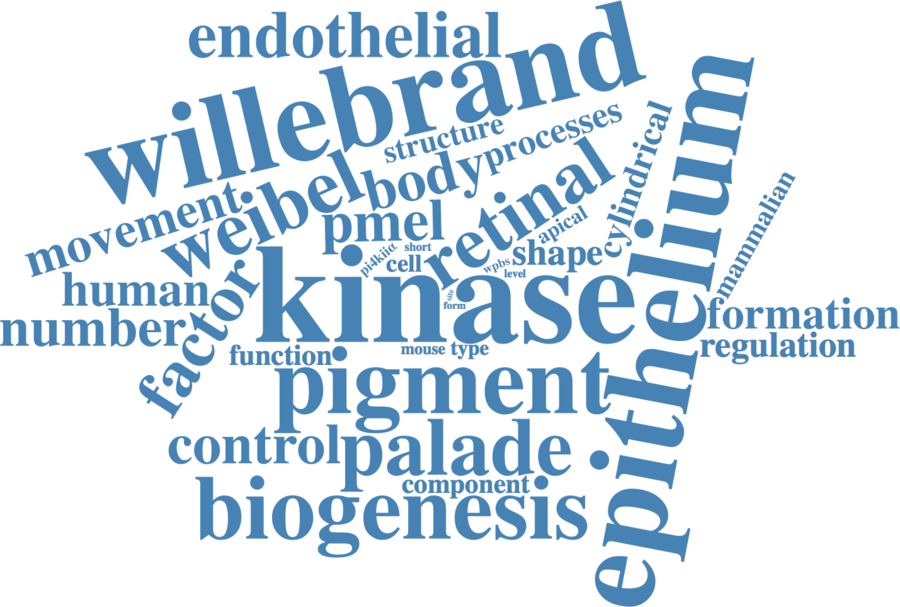 endothelial
willebrand
structure
processes
body
weibel
movement
pmel
retinal
cylindrical
apical
mammalian
pi4kiiα
short
cell
wpbs
level
shape
human
number
factor
kinase
site
form
epithelium
formation
regulation
function
mouse
type
pigment
control
palade
component
biogenesis